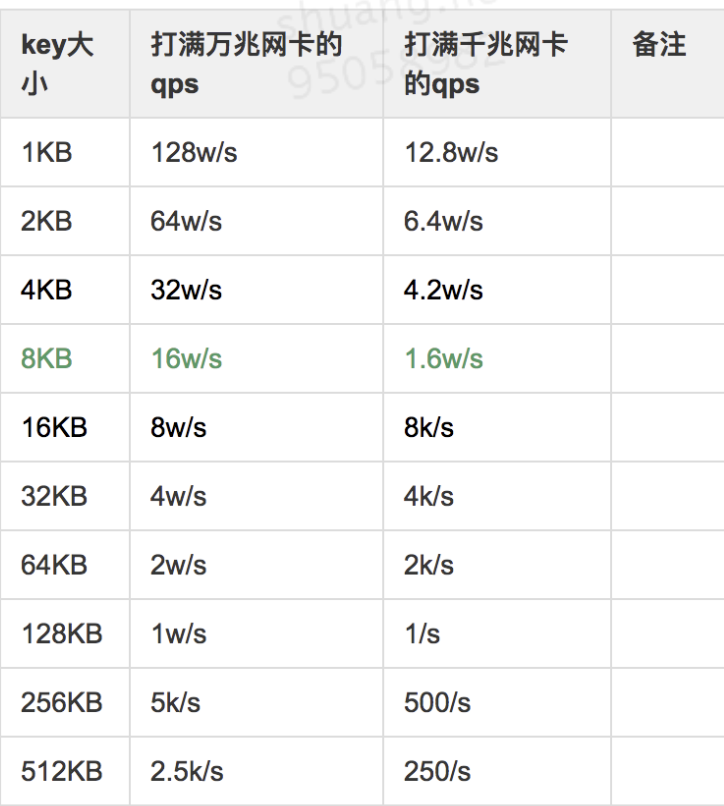 shuang.
95058982
key大小 打满万兆网卡的qps 打满千兆网卡的qps 备注
1KB 128w/s 12.8w/s
2KB 64w/s 6.4w/s
4KB 32w/s 4.2w/s
8KB 16w/s 1.6w/s
16KB 8w/s 8k/s
32KB 4w/s 4k/s
64KB 2w/s 2k/s
128KB 1w/s 1/s
256KB 5k/s 500/s
512KB 2.5k/s 250/s